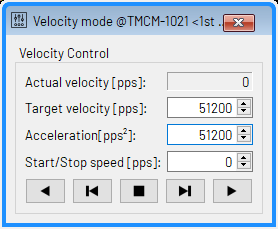 Velocity mode @TMCM-1021 <1st ..
Velocity Control
Actual velocity [pps]: 0
Target velocity [pps]: 51200
Acceleration[pps²]: 51200
Start/Stop speed [pps]: 0